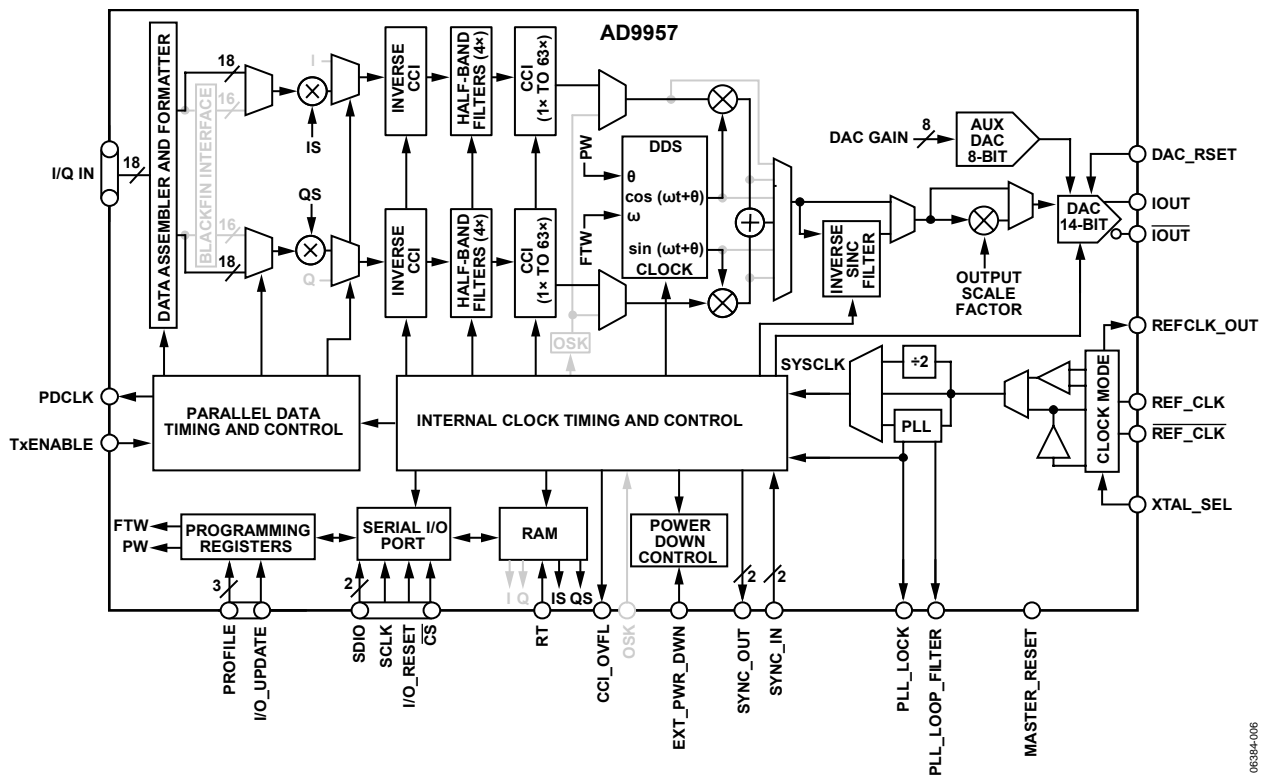 AD9957
I/Q IN
18
DATA ASSEMBLER AND FORMATTER
18
16
BLACKFIN INTERFACE
16
18
IS
QS
I
Q
INVERSE
CCI
HALF-BAND
FILTERS (4×)
CCI
(1× TO 63×)
INVERSE
CCI
HALF-BAND
FILTERS (4×)
CCI
(1× TO 63×)
OSK
PW
FTW
DDS
θ
cos (ωt+θ)
ω
sin (ωt+θ)
CLOCK
INVERSE
SINC
FILTER
OUTPUT
SCALE
FACTOR
DAC GAIN
8
AUX
DAC
8-BIT
DAC
14-BIT
DAC_RSET
IOUT
IOUT
REFCLK_OUT
REF_CLK
REF_CLK
XTAL_SEL
CLOCK MODE
SYSCLK
÷2
PLL
PDCLK
TxENABLE
PARALLEL DATA
TIMING AND CONTROL
INTERNAL CLOCK TIMING AND CONTROL
FTW
PW
PROGRAMMING
REGISTERS
SERIAL I/O
PORT
RAM
POWER
DOWN
CONTROL
3
2
I
Q
IS
QS
2
2
PROFILE
I/O_UPDATE
SDIO
SCLK
I/O_RESET
CS
RT
CCI_OVFL
OSK
EXT_PWR_DWN
SYNC_OUT
SYNC_IN
PLL_LOCK
PLL_LOOP_FILTER
MASTER_RESET
06384-006